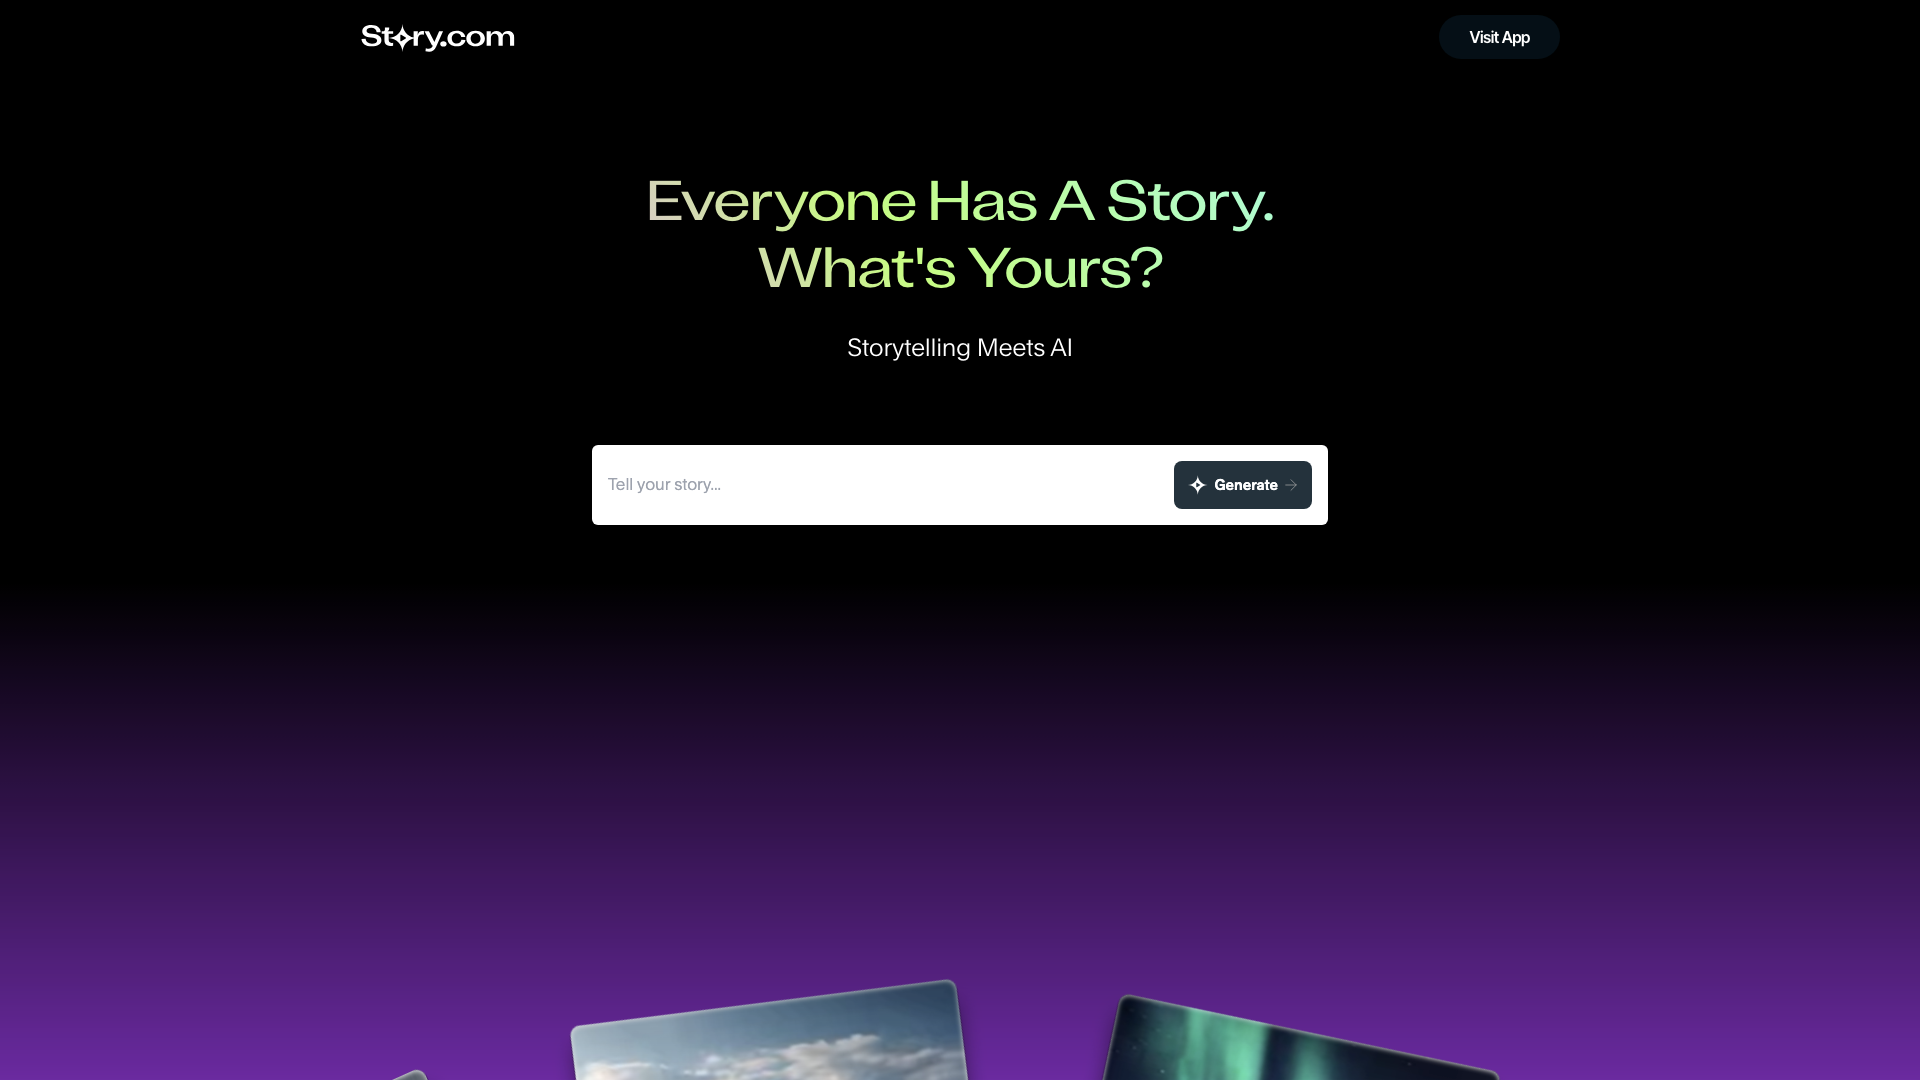 Story.com
Visit App
Everyone Has A Story.
What's Yours?
Storytelling Meets AI
Tell your story...
Generate